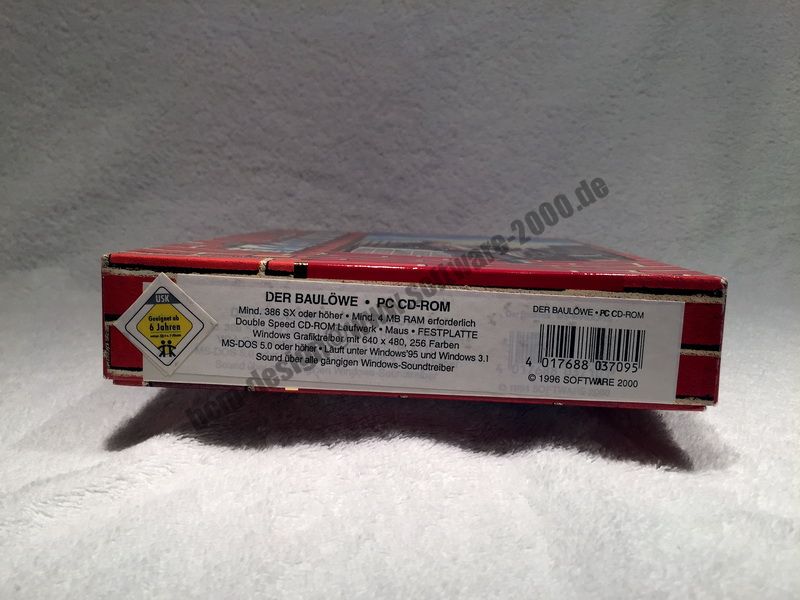 DER BAULÖWE • PC CD-ROM
Mind. 386 SX oder höher • Mind. 4 MB RAM erforderlich
Double Speed CD-ROM Laufwerk • Maus • FESTPLATTE
Windows Grafiktreiber mit 640 x 480, 256 Farben
MS-DOS 5.0 oder höher • Läuft unter Windows'95 und Windows 3.1
Sound über alle gängigen Windows-Soundtreiber
USK
Geeignet ab
6 Jahren
DER BAULÖWE • PC CD-ROM
4 017688 037095
© 1996 SOFTWARE 2000